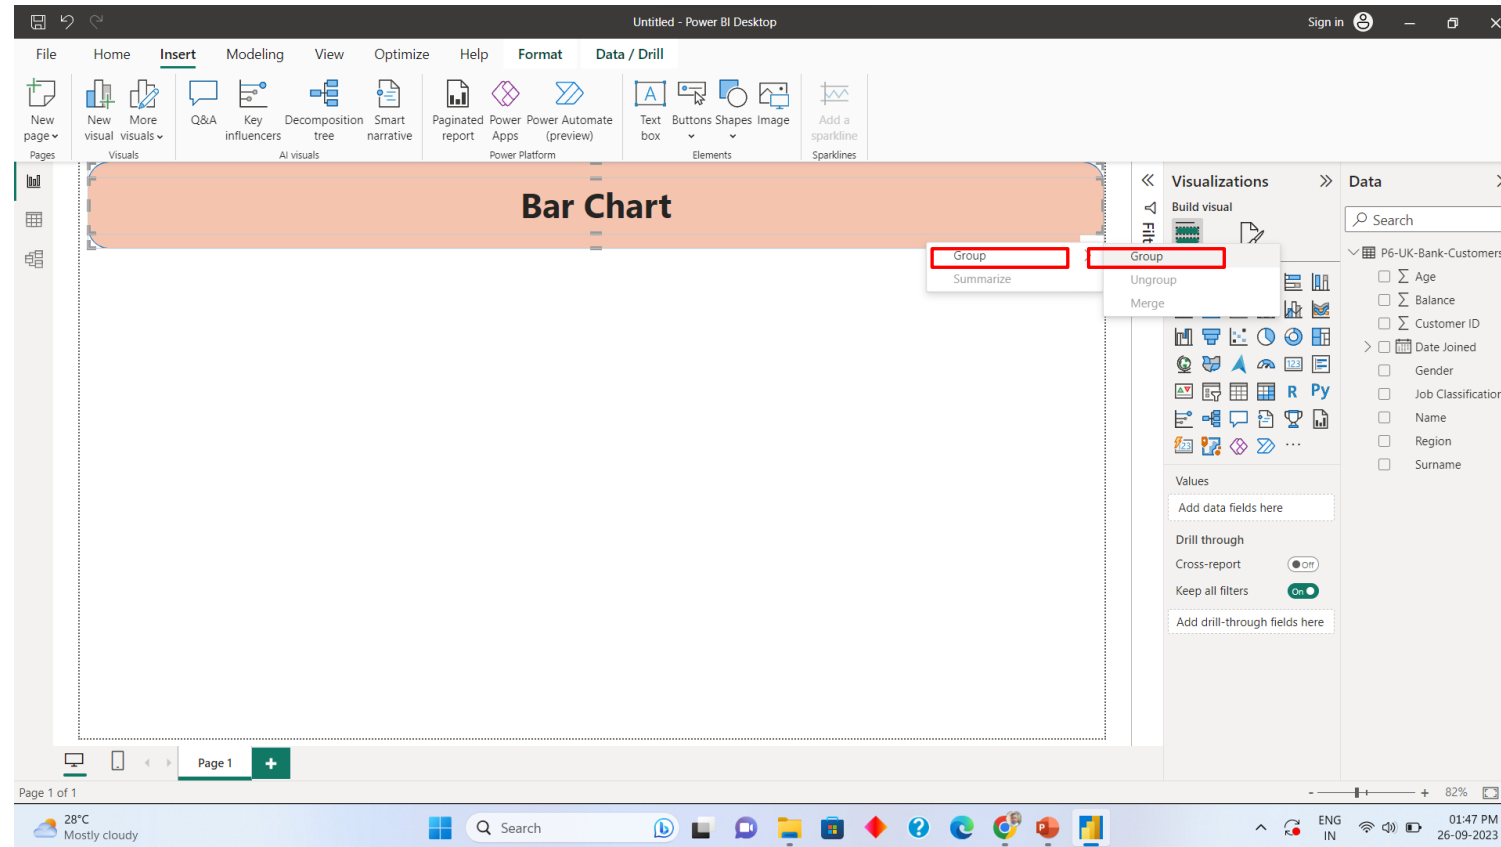 Untitled - Power BI Desktop
Sign in
File Home Insert Modeling View Optimize Help Format Data / Drill
New page
New visual
More visuals
Q&A
Key influencers
Decomposition tree
Smart narrative
Paginated report
Power Apps
Power Automate (preview)
Text box
Buttons
Shapes
Image
Add a sparkline
Pages
Visuals
AI visuals
Power Platform
Elements
Sparklines
Bar Chart
Group
Summarize
Group
Ungroup
Merge
Visualizations
Build visual
123
R
Py
123
Values
Add data fields here
Drill through
Cross-report
Off
Keep all filters
On
Add drill-through fields here
Data
Search
P6-UK-Bank-Customers
Age
Balance
Customer ID
Date Joined
Gender
Job Classification
Name
Region
Surname
Page 1
Page 1 of 1
- + 82%
28°C
Mostly cloudy
Search
ENG
IN
01:47 PM
26-09-2023